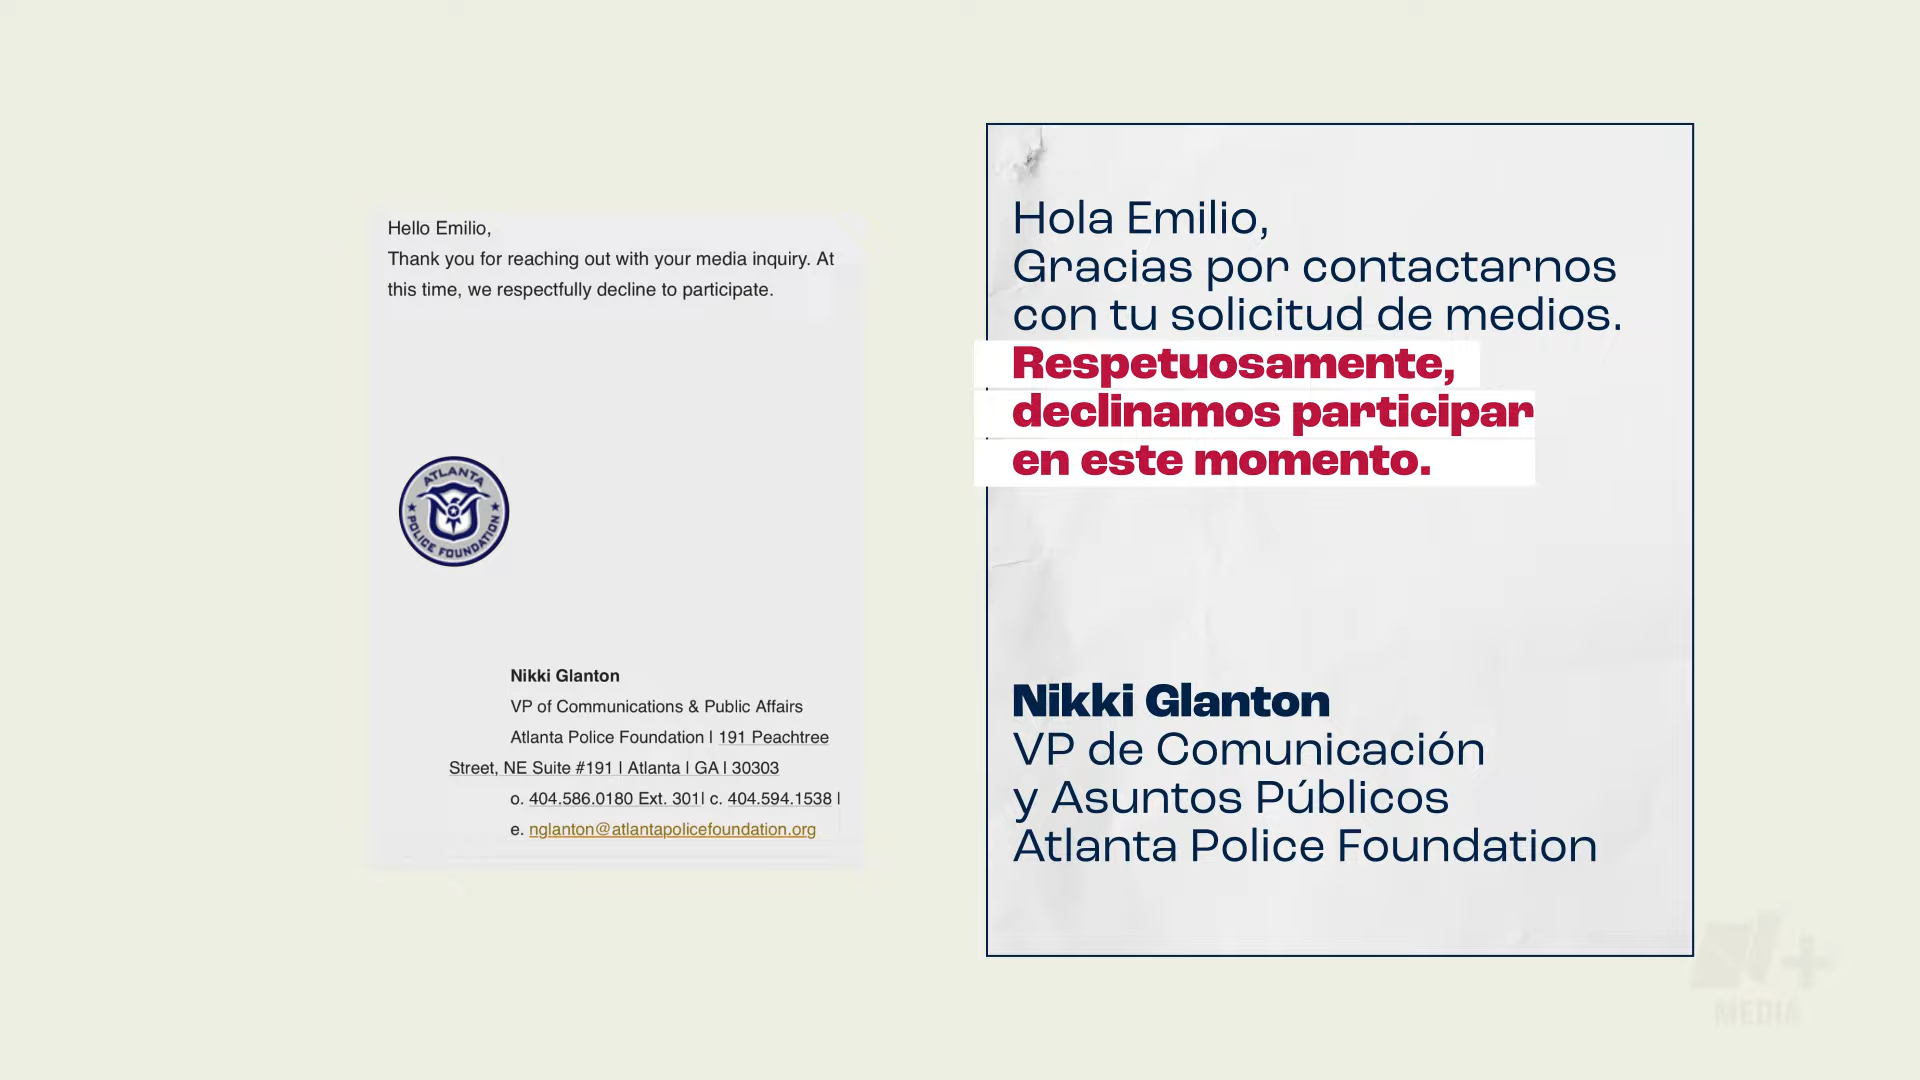 Hello Emilio,
Thank you for reaching out with your media inquiry. At
this time, we respectfully decline to participate.
ATLANTA
POLICE FOUNDATION
Nikki Glanton
VP of Communications & Public Affairs
Atlanta Police Foundation | 191 Peachtree
Street, NE Suite #191 | Atlanta | GA | 30303
o. 404.586.0180 Ext. 301| c. 404.594.1538 |
e. nglanton@atlantapolicefoundation.org
Hola Emilio,
Gracias por contactarnos
con tu solicitud de medios.
Respetuosamente,
declinamos participar
en este momento.
Nikki Glanton
VP de Comunicación
y Asuntos Públicos
Atlanta Police Foundation
N+
MEDIA